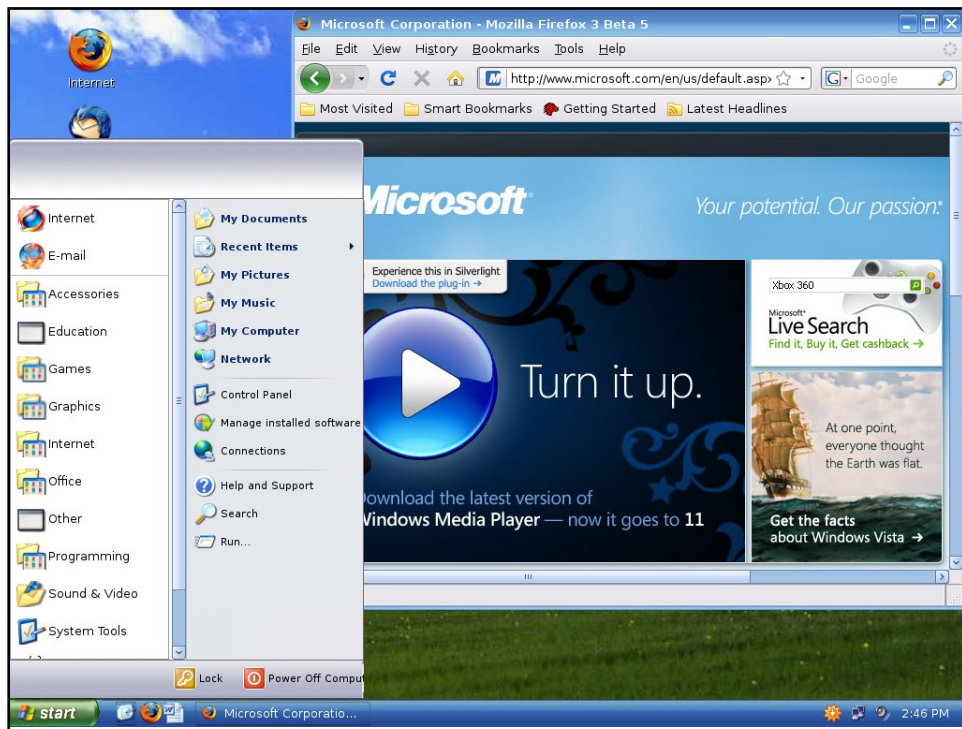 Microsoft Corporation - Mozilla Firefox 3 Beta 5
File Edit View History Bookmarks Tools Help
http://www.microsoft.com/en/us/default.asp
G Google
Most Visited Smart Bookmarks Getting Started Latest Headlines
Internet
Microsoft
Your potential. Our passion.
Experience this in Silverlight
Download the plug-in →
Turn it up.
Download the latest version of
Windows Media Player — now it goes to 11
Xbox 360
Microsoft
Live Search
Find it, Buy it, Get cashback →
At one point,
everyone thought
the Earth was flat.
Get the facts
about Windows Vista →
Internet
E-mail
Accessories
Education
Games
Graphics
Internet
Office
Other
Programming
Sound & Video
System Tools
My Documents
Recent Items
My Pictures
My Music
My Computer
Network
Control Panel
Manage installed software
Connections
Help and Support
Search
Run...
Lock Power Off Comput
start Microsoft Corporatio... 2:46 PM